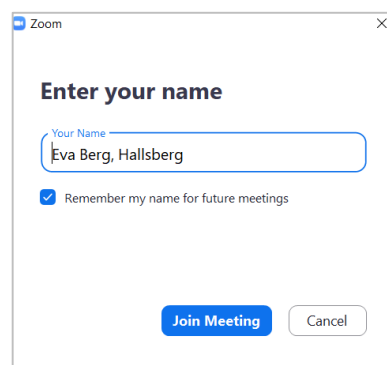 Zoom
Enter your name
Your Name
Eva Berg, Hallsberg
Remember my name for future meetings
Join Meeting Cancel